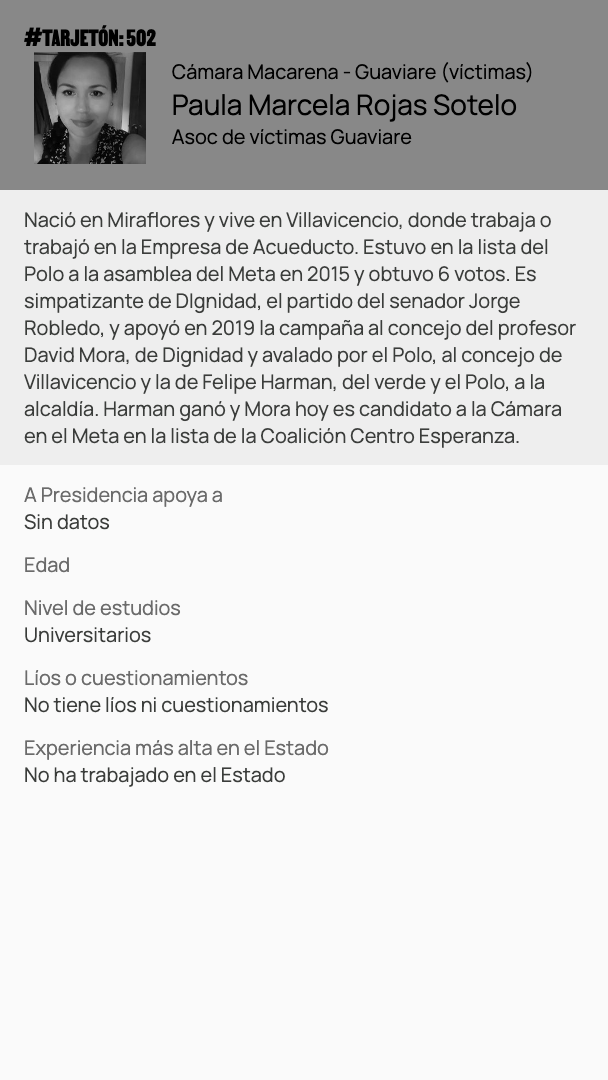 #TARJETÓN: 502
Cámara Macarena - Guaviare (víctimas)
Paula Marcela Rojas Sotelo
Asoc de víctimas Guaviare
Nació en Miraflores y vive en Villavicencio, donde trabaja o
trabajó en la Empresa de Acueducto. Estuvo en la lista del
Polo a la asamblea del Meta en 2015 y obtuvo 6 votos. Es
simpatizante de DIgnidad, el partido del senador Jorge
Robledo, y apoyó en 2019 la campaña al concejo del profesor
David Mora, de Dignidad y avalado por el Polo, al concejo de
Villavicencio y la de Felipe Harman, del verde y el Polo, a la
alcaldía. Harman ganó y Mora hoy es candidato a la Cámara
en el Meta en la lista de la Coalición Centro Esperanza.
A Presidencia apoya a
Sin datos
Edad
Nivel de estudios
Universitarios
Líos o cuestionamientos
No tiene líos ni cuestionamientos
Experiencia más alta en el Estado
No ha trabajado en el Estado